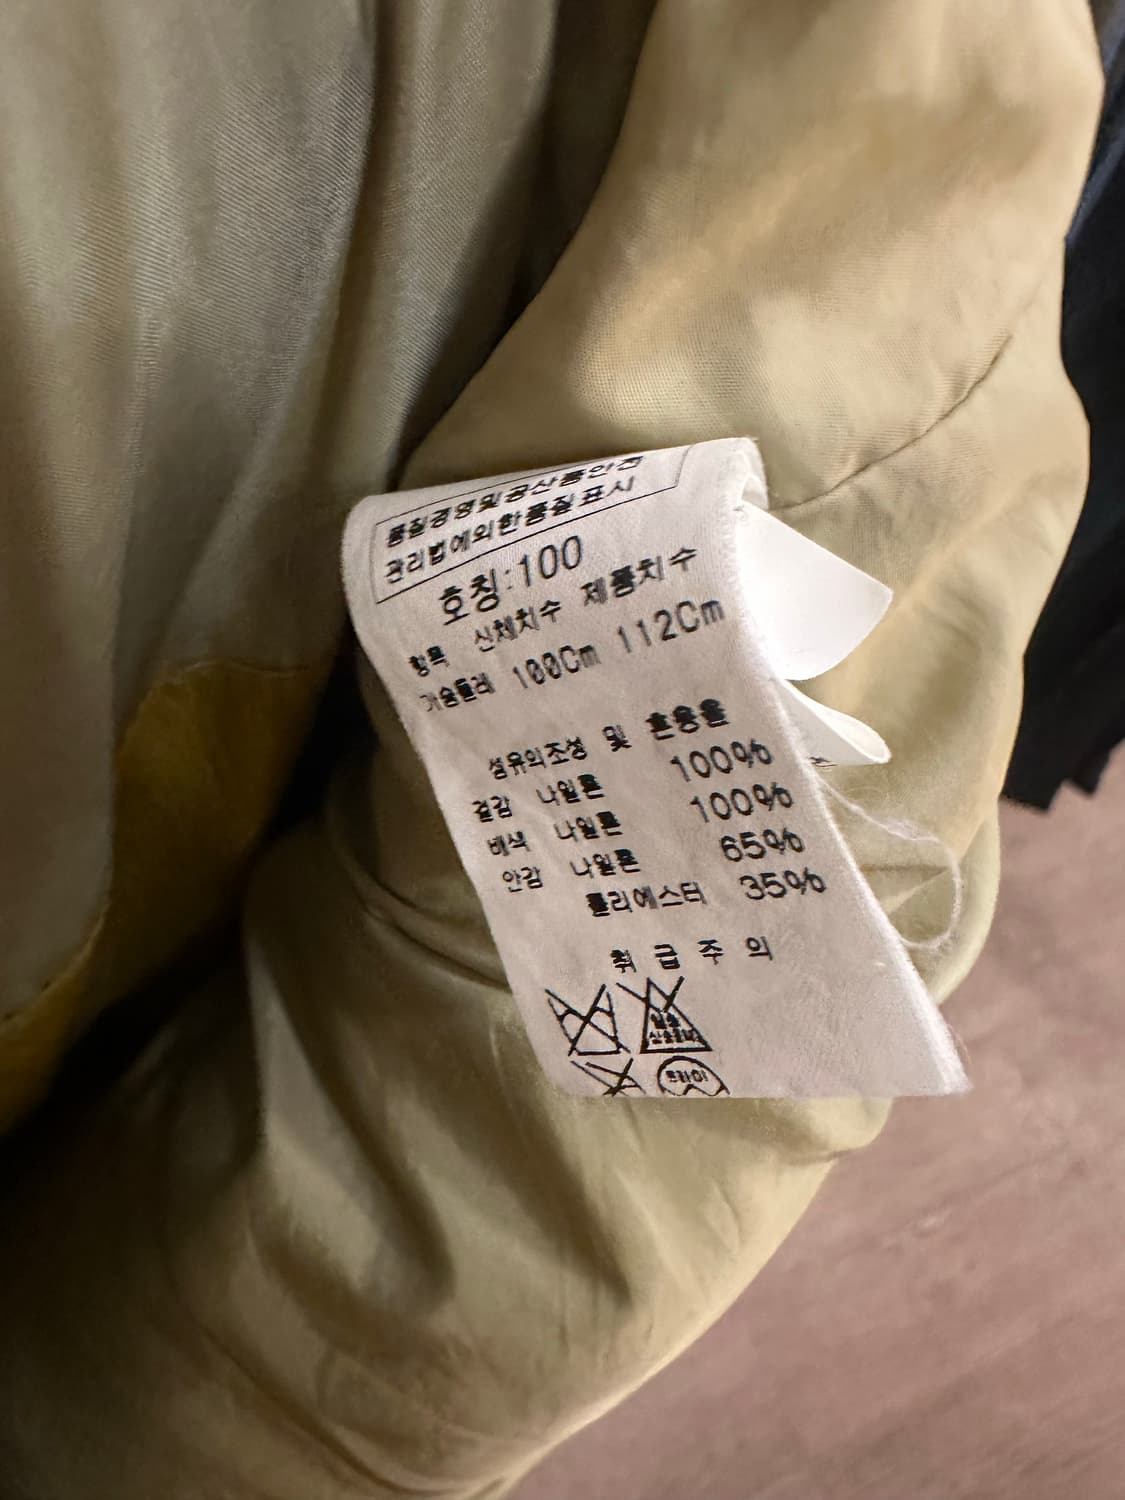 품질경영및공산품안전
관리법에의한품질표시
호칭:100
항목 신체치수 제품치수
가슴둘레 100Cm 112Cm
섬유의조성 및 혼용율
겉감 나일론 100%
배색 나일론 100%
안감 나일론 65%
폴리에스터 35%
취급주의
드라이